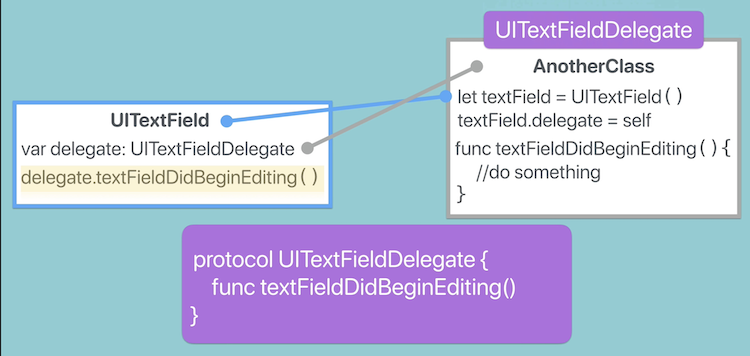 UITextFieldDelegate
AnotherClass
let textField = UITextField()
textField.delegate = self
func textFieldDidBeginEditing(){
//do something
}
UITextField
var delegate: UITextFieldDelegate
delegate.textFieldDidBeginEditing()
protocol UITextFieldDelegate {
func textFieldDidBeginEditing()
}